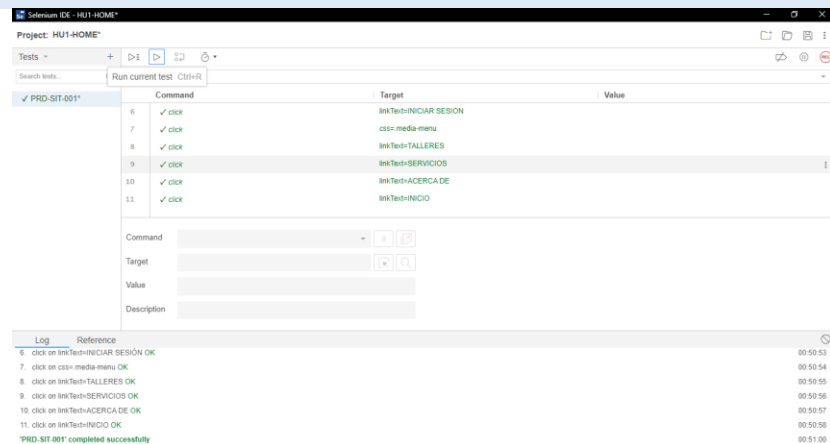 Selenium IDE - HU1-HOME*
Project: HU1-HOME*
Tests
Search tests...
Run current test Ctrl+R
✓ PRD-SIT-001*
Command Target Value
6 ✓ click linkText=INICIAR SESIÓN
7 ✓ click css=.media-menu
8 ✓ click linkText=TALLERES
9 ✓ click linkText=SERVICIOS
10 ✓ click linkText=ACERCA DE
11 ✓ click linkText=INICIO
Command
Target
Value
Description
Log Reference
6. click on linkText=INICIAR SESIÓN OK 00:50:53
7. click on css=.media-menu OK 00:50:54
8. click on linkText=TALLERES OK 00:50:55
9. click on linkText=SERVICIOS OK 00:50:56
10. click on linkText=ACERCA DE OK 00:50:57
11. click on linkText=INICIO OK 00:50:58
'PRD-SIT-001' completed successfully 00:51:00